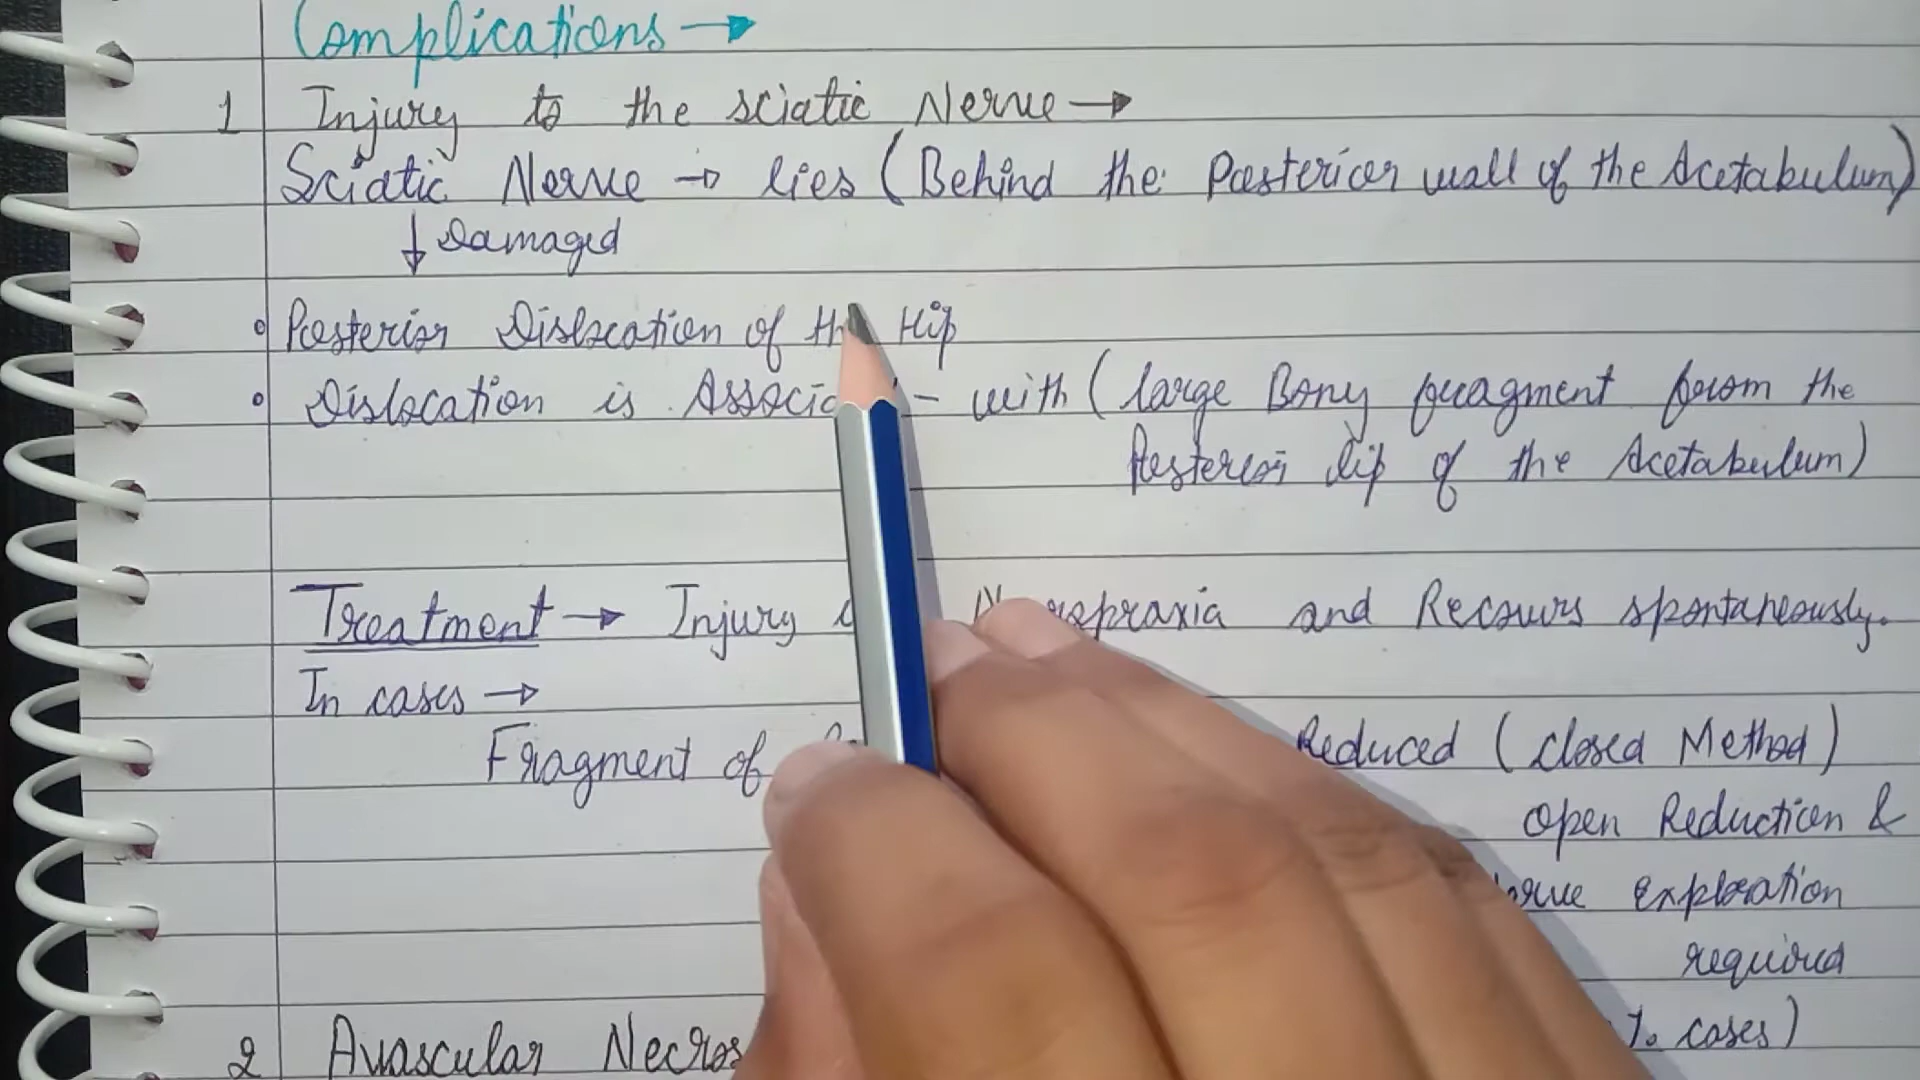 Complications →
1 Injury to the sciatic Nerve →
Sciatic Nerve → lies (Behind the Posterior wall of the Acetabulum)
↓ Damaged
Posterior Dislocation of the Hip
Dislocation is with (large Bony fragment from the
Posterior lip of the Acetabulum)
Treatment → Injury and Recovers spontaneously.
In cases →
Fragment of Reduced (closed Method)
open Reduction &
exploration
required
2 Avascular cases)